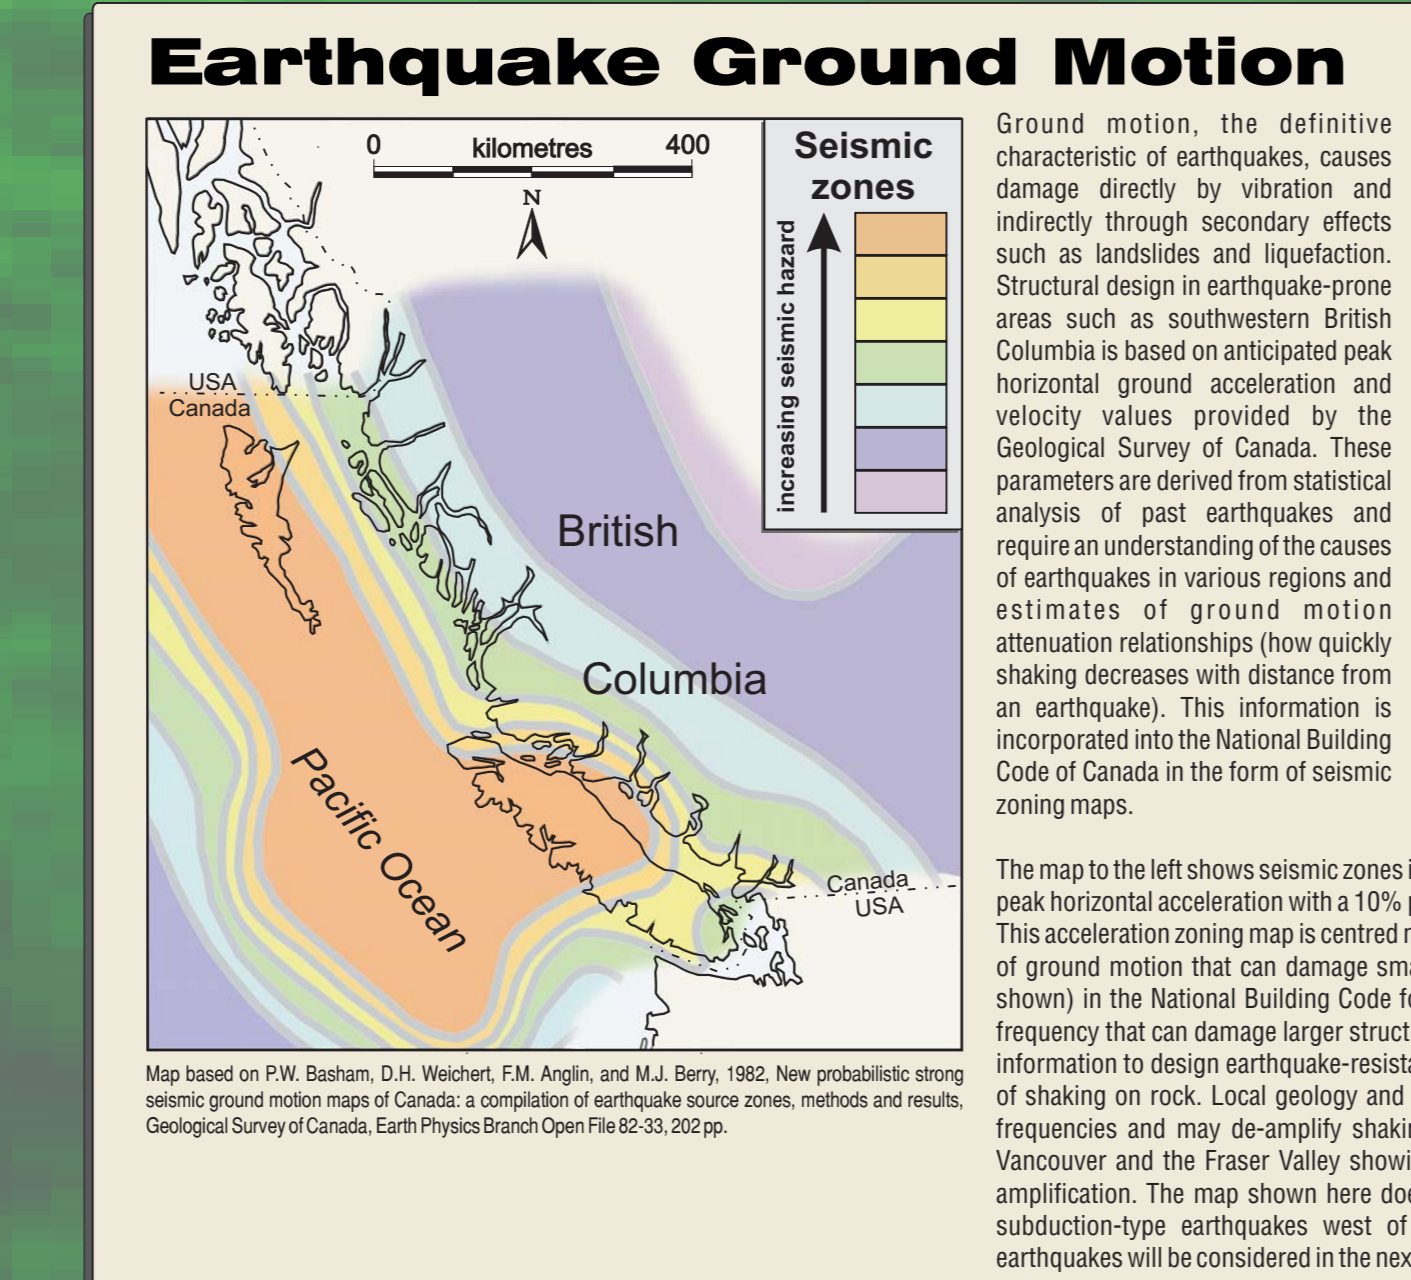 Earthquake Ground Motion
0 kilometres 400
N
Seismic
zones
increasing seismic hazard
USA
Canada
British
Columbia
Pacific Ocean
Canada
USA
Map based on P.W. Basham, D.H. Weichert, F.M. Anglin, and M.J. Berry, 1982, New probabilistic strong
seismic ground motion maps of Canada: a compilation of earthquake source zones, methods and results,
Geological Survey of Canada, Earth Physics Branch Open File 82-33, 202 pp.
Ground motion, the definitive
characteristic of earthquakes, causes
damage directly by vibration and
indirectly through secondary effects
such as landslides and liquefaction.
Structural design in earthquake-prone
areas such as southwestern British
Columbia is based on anticipated peak
horizontal ground acceleration and
velocity values provided by the
Geological Survey of Canada. These
parameters are derived from statistical
analysis of past earthquakes and
require an understanding of the causes
of earthquakes in various regions and
estimates of ground motion
attenuation relationships (how quickly
shaking decreases with distance from
an earthquake). This information is
incorporated into the National Building
Code of Canada in the form of seismic
zoning maps.
The map to the left shows seismic zones
peak horizontal acceleration with a 10%
This acceleration zoning map is centred
of ground motion that can damage
shown) in the National Building Code
frequency that can damage larger
information to design
of shaking on rock. Local geology and
frequencies and may de-amplify
Vancouver and the Fraser Valley
amplification. The map shown here
subduction-type earthquakes west of
earthquakes will be considered in the